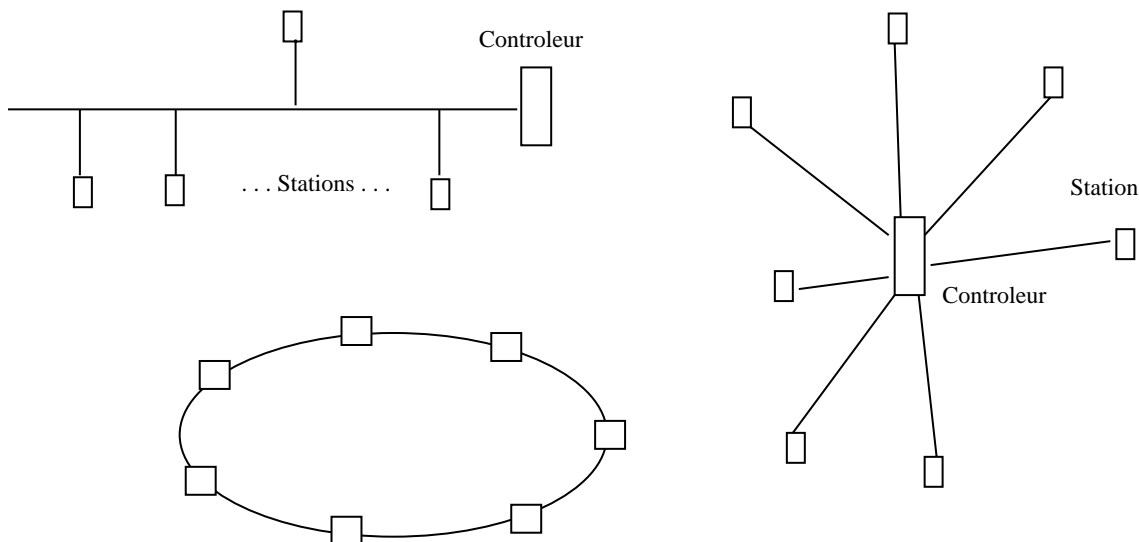 Controleur
. . . Stations . . .
Station
Controleur